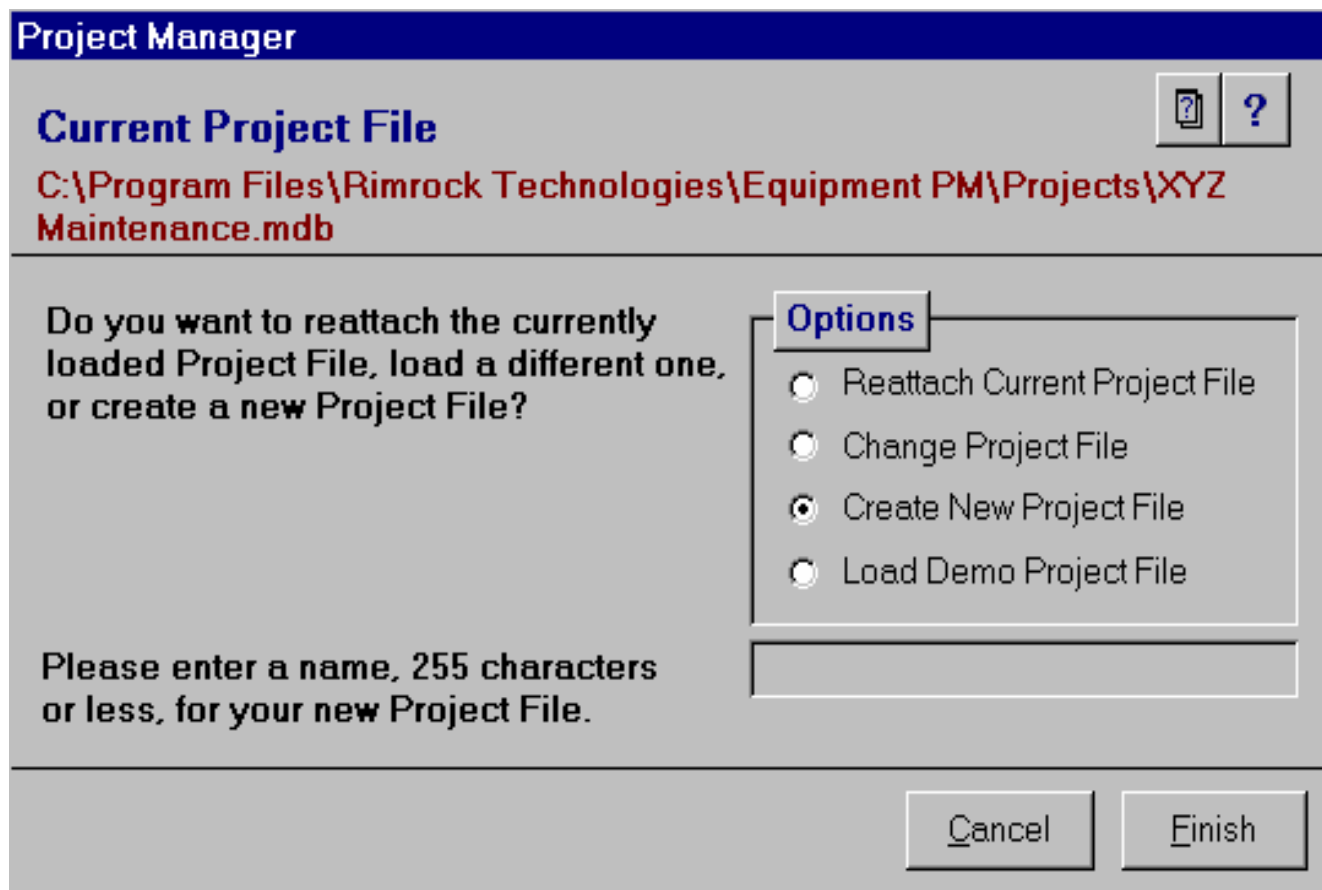 Project Manager
Current Project File
?
?
C:\Program Files\Rimrock Technologies\Equipment PM\Projects\XYZ
Maintenance.mdb
Do you want to reattach the currently
loaded Project File, load a different one,
or create a new Project File?
Options
Reattach Current Project File
Change Project File
Create New Project File
Load Demo Project File
Please enter a name, 255 characters
or less, for your new Project File.
Cancel
Finish